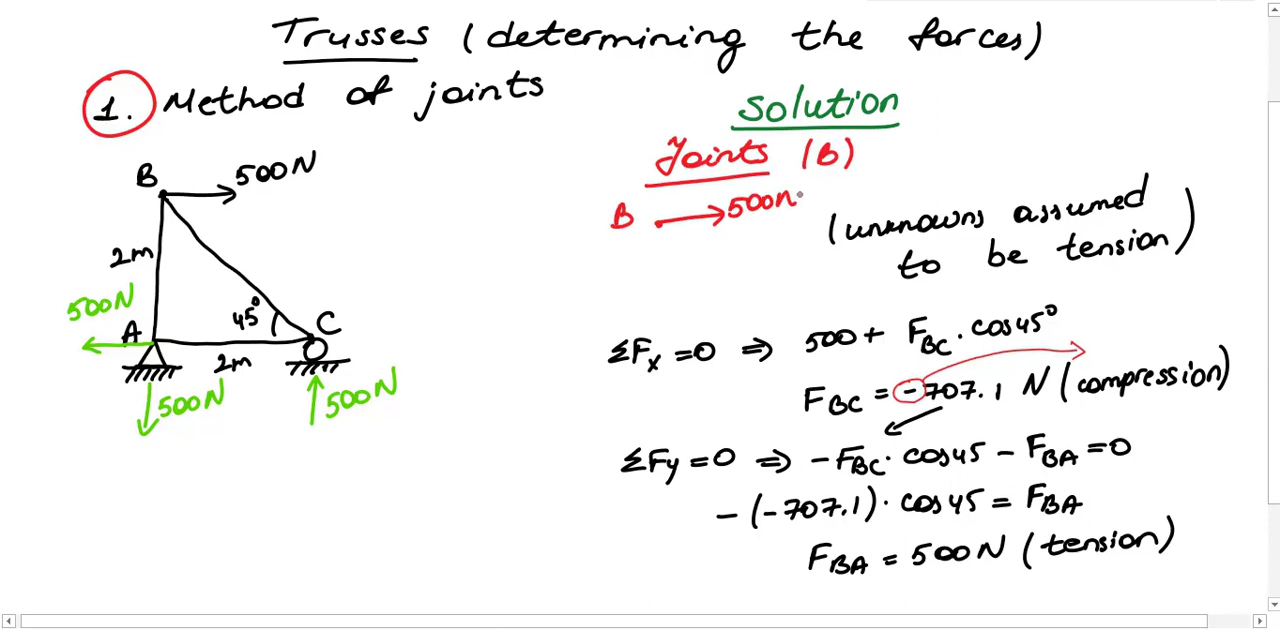 Trusses (determining the forces)
1. Method of joints
Solution
Joints (B)
B 500N
B 500N
(unknowns assumed
to be tension)
2m
500N
A 45° C
2m
500N
500N
ΣFx = 0 ⇒ 500 + FBC · cos45°
FBC = -707.1 N (compression)
ΣFy = 0 ⇒ -FBC · cos45 - FBA = 0
-(-707.1) · cos45 = FBA
FBA = 500N (tension)